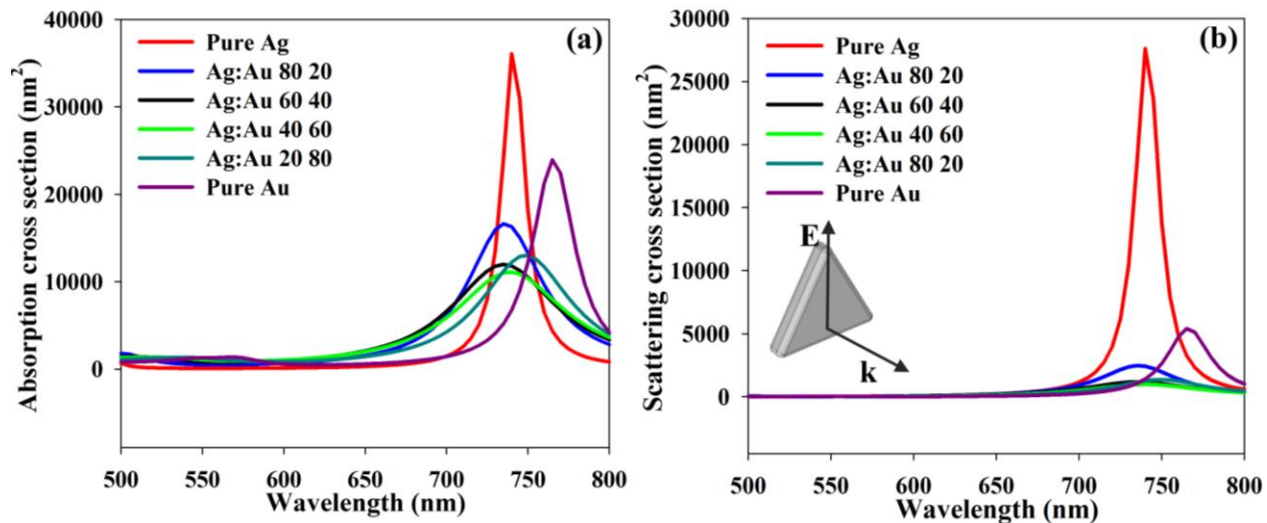 (a)
Absorption cross section (nm²)
40000
30000
20000
10000
0
Pure Ag
Ag:Au 80 20
Ag:Au 60 40
Ag:Au 40 60
Ag:Au 20 80
Pure Au
500 550 600 650 700 750 800
Wavelength (nm)
(b)
Scattering cross section (nm²)
30000
25000
20000
15000
10000
5000
0
Pure Ag
Ag:Au 80 20
Ag:Au 60 40
Ag:Au 40 60
Ag:Au 80 20
Pure Au
E
k
500 550 600 650 700 750 800
Wavelength (nm)